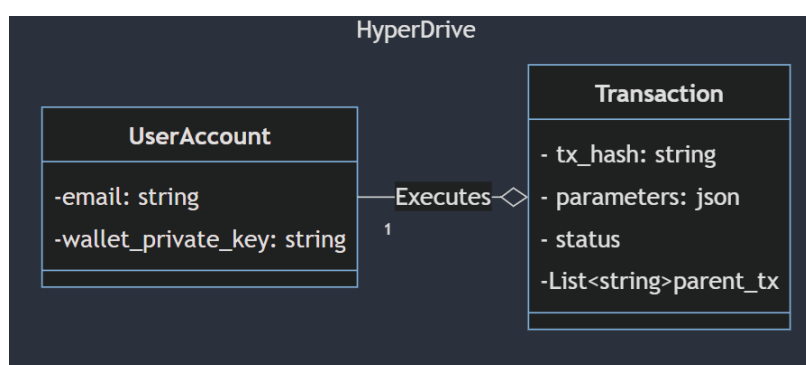 HyperDrive
UserAccount
-email: string
-wallet_private_key: string
Executes
1
Transaction
- tx_hash: string
- parameters: json
- status
-List<string>parent_tx